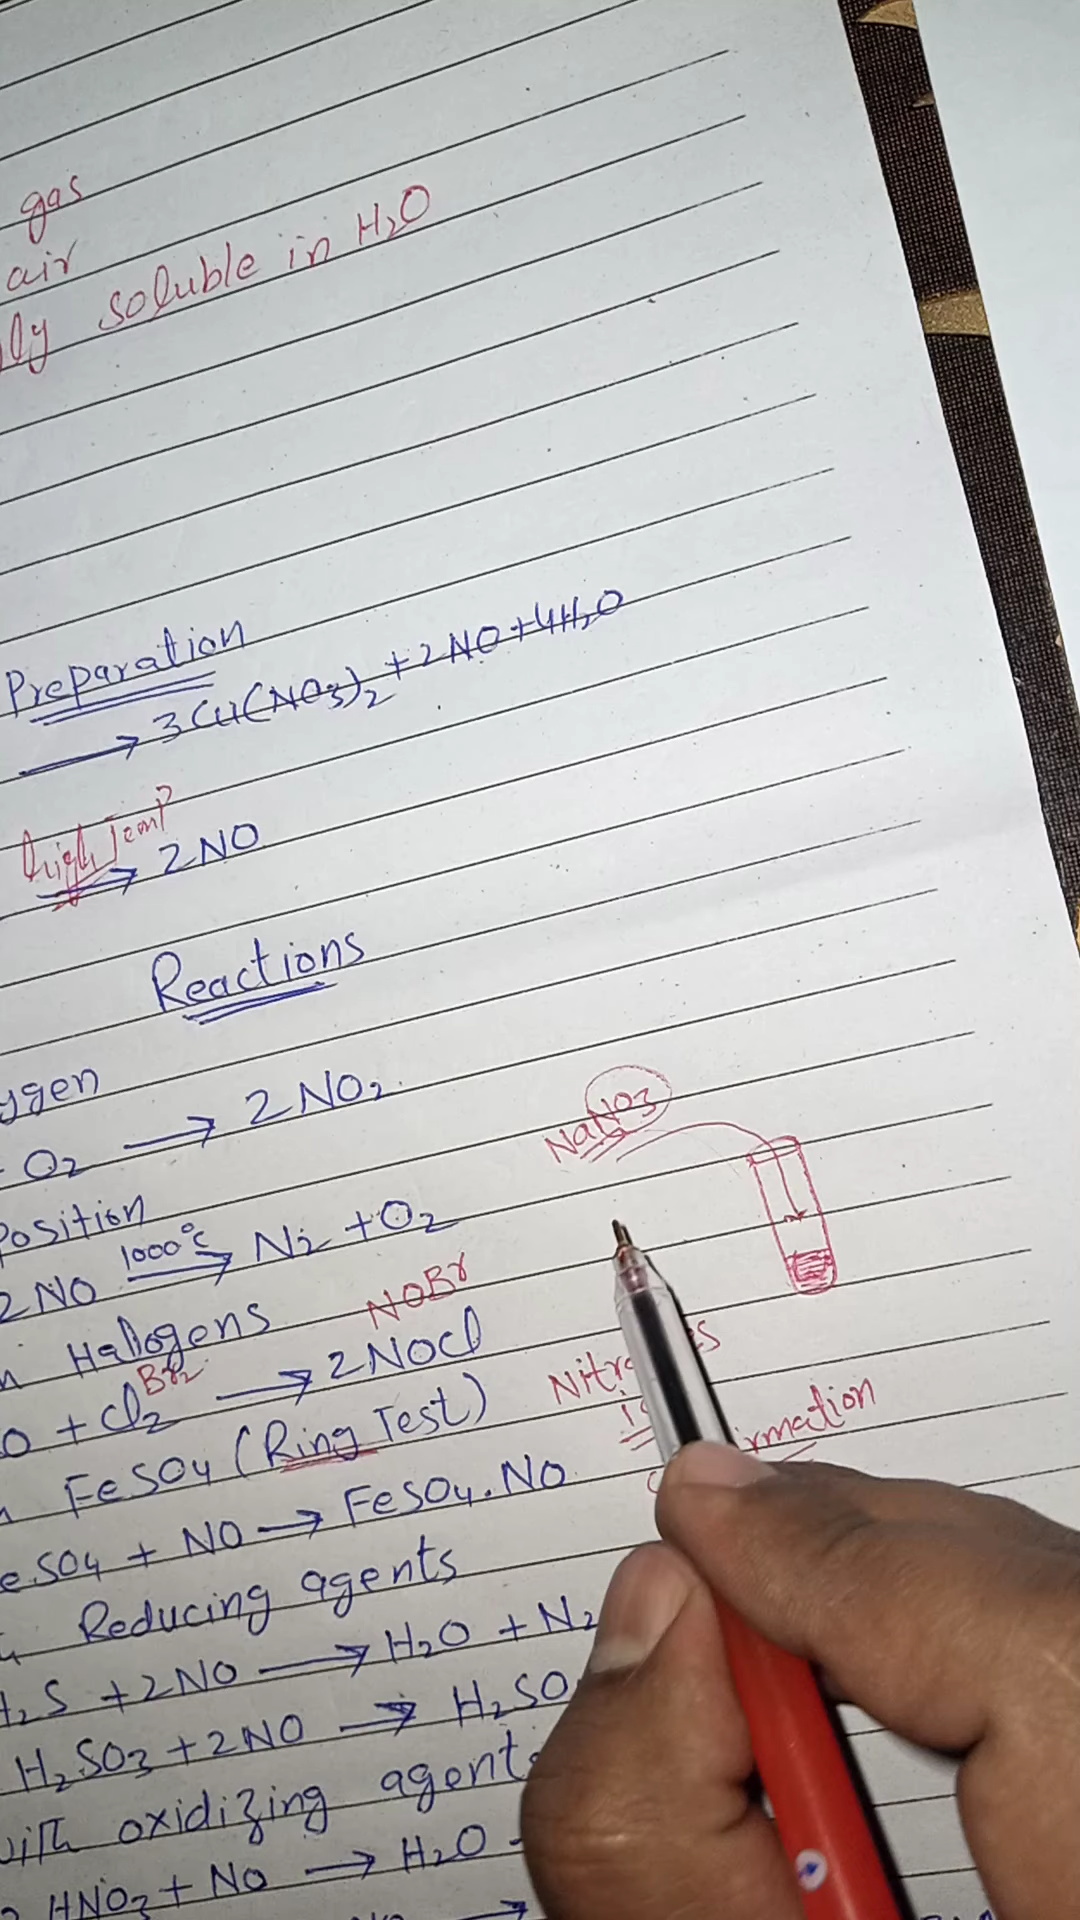 gas
air
ly soluble in H₂O
Preparation
⟶ 3Cu(NO₃)₂ + 2NO + 4H₂O
high temp
⟶ 2NO
Reactions
ygen
O₂ ⟶ 2NO₂
NaNO₃
position
2NO 1000°C ⟶ N₂ + O₂
Halogens
NOBr
Br₂
O + Cl₂ ⟶ 2NOCl
FeSO₄ (Ring Test)
eSO₄ + NO ⟶ FeSO₄.NO
rmation
Reducing agents
H₂S + 2NO ⟶ H₂O + N₂
H₂SO₃ + 2NO ⟶ H₂SO
with oxidizing agent
HNO₃ + NO ⟶ H₂O